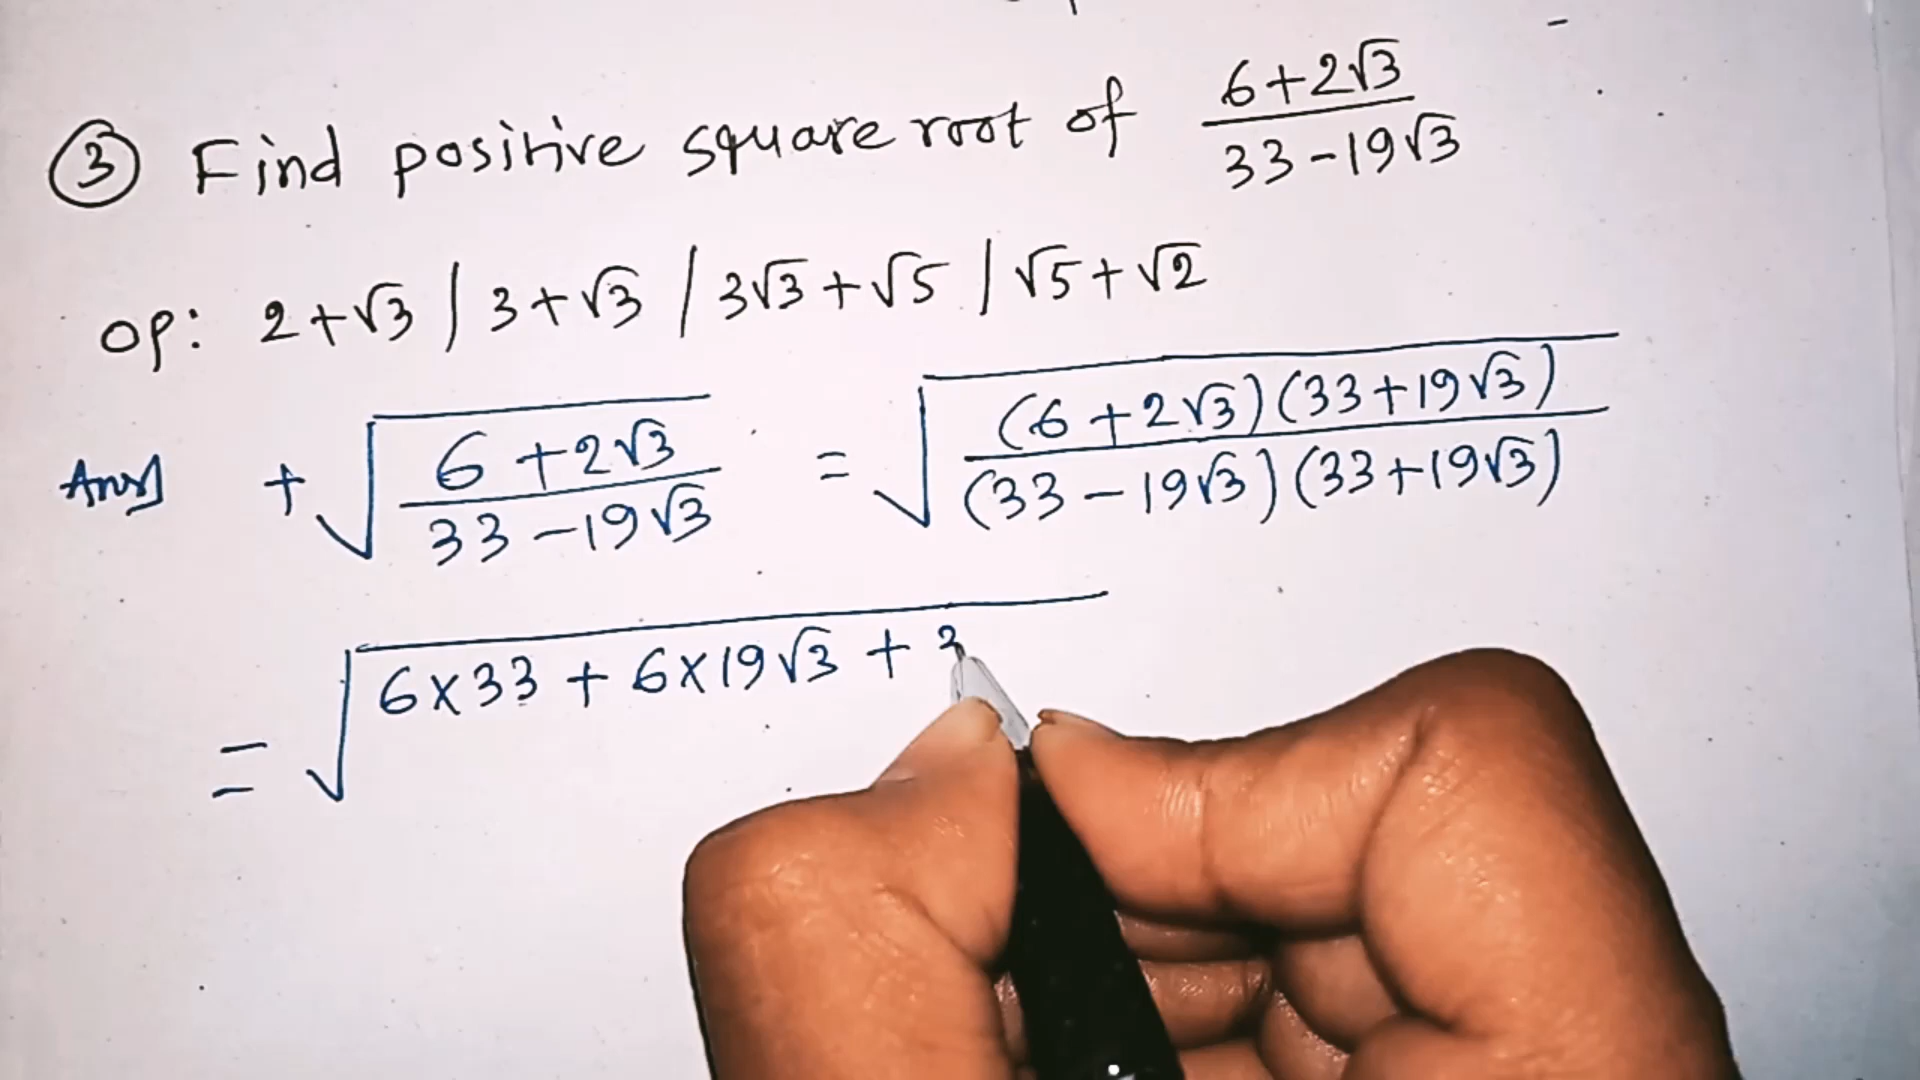 ③ Find positive square root of (6+2√3)/(33-19√3)
OP: 2+√3 / 3+√3 / 3√3+√5 / √5+√2
Ans) +√((6+2√3)/(33-19√3)) = √((6+2√3)(33+19√3)/(33-19√3)(33+19√3))
= √(6×33 + 6×19√3 +